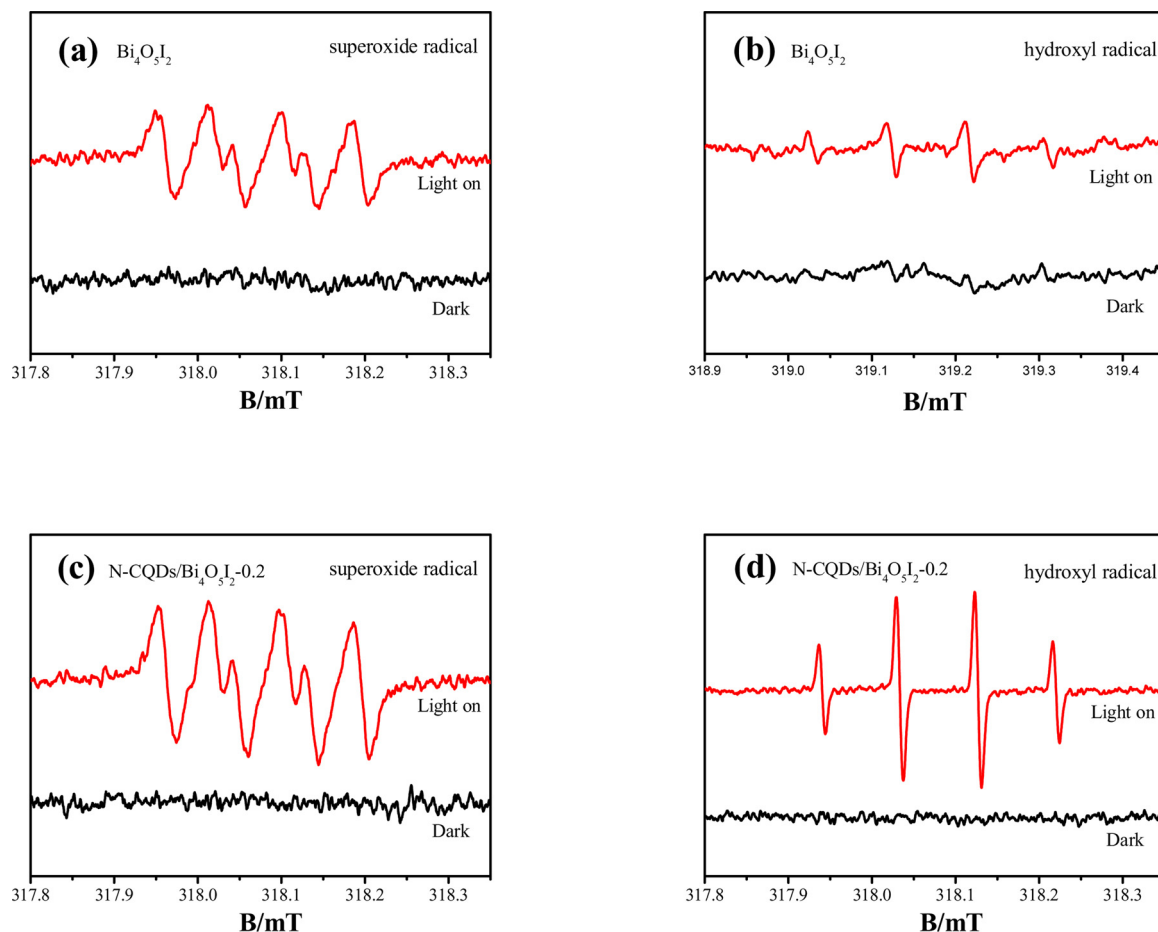 (a) Bi₄O₅I₂ superoxide radical
Light on
Dark
317.8 317.9 318.0 318.1 318.2 318.3
B/mT
(b) Bi₄O₅I₂ hydroxyl radical
Light on
Dark
318.9 319.0 319.1 319.2 319.3 319.4
B/mT
(c) N-CQDs/Bi₄O₅I₂-0.2 superoxide radical
Light on
Dark
317.8 317.9 318.0 318.1 318.2 318.3
B/mT
(d) N-CQDs/Bi₄O₅I₂-0.2 hydroxyl radical
Light on
Dark
317.8 317.9 318.0 318.1 318.2 318.3
B/mT